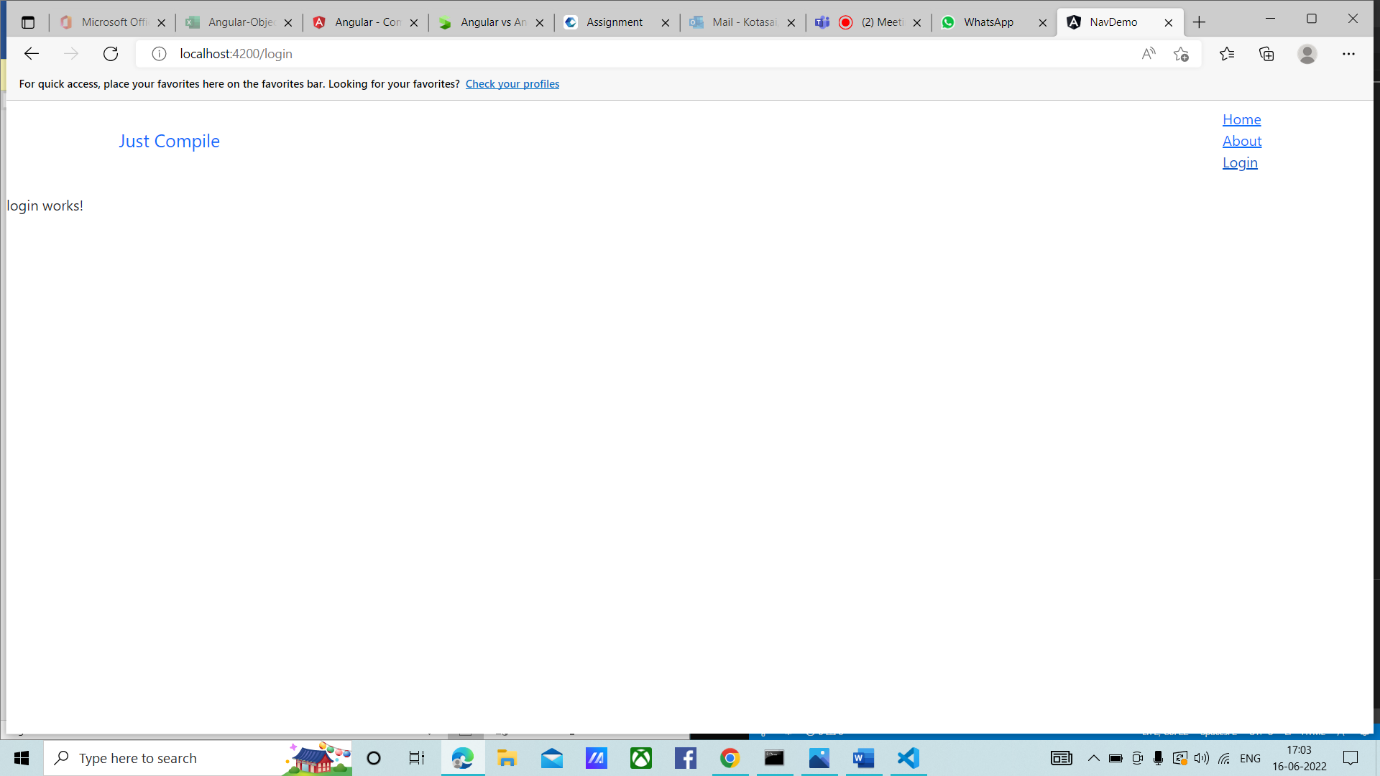 Microsoft Offi
Angular-Obje
Angular - Con
Angular vs An
Assignment
Mail - Kotasai
(2) Meeti
WhatsApp
NavDemo
localhost:4200/login
For quick access, place your favorites here on the favorites bar. Looking for your favorites? Check your profiles
Just Compile
Home
About
Login
login works!
Type here to search
ENG
17:03
16-06-2022